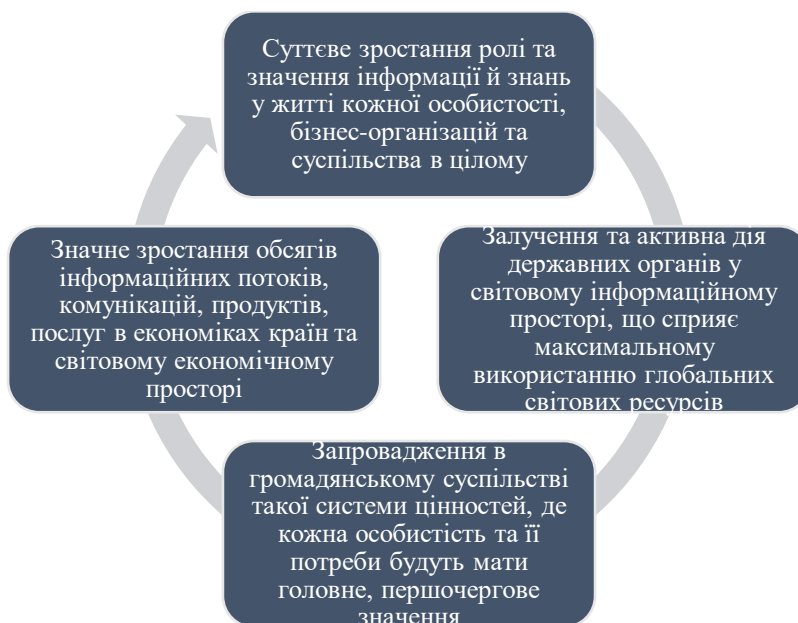 Суттєве зростання ролі та
значення інформації й знань
у житті кожної особистості,
бізнес-організацій та
суспільства в цілому
Залучення та активна дія
державних органів у
світовому інформаційному
просторі, що сприяє
максимальному
використанню глобальних
світових ресурсів
Запровадження в
громадянському суспільстві
такої системи цінностей, де
кожна особистість та її
потреби будуть мати
головне, першочергове
значення
Значне зростання обсягів
інформаційних потоків,
комунікацій, продуктів,
послуг в економіках країн та
світовому економічному
просторі